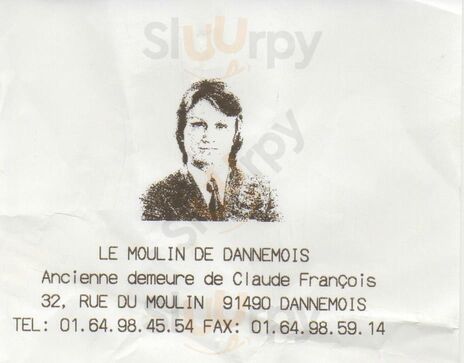 Sluurpy
Sluurpy
LE MOULIN DE DANNEMOIS
Ancienne demeure de Claude François
32, RUE DU MOULIN 91490 DANNEMOIS
TEL: 01.64.98.45.54 FAX: 01.64.98.59.14